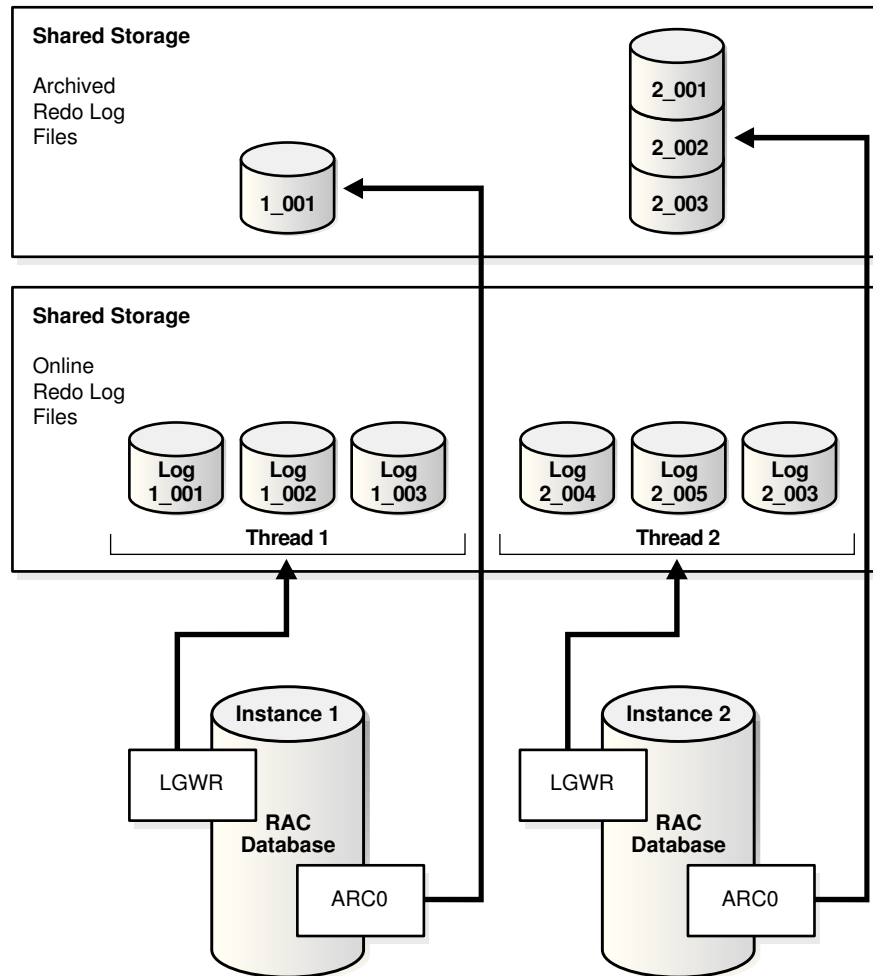 Shared Storage
Archived
Redo Log
Files
1_001
2_001
2_002
2_003
Shared Storage
Online
Redo Log
Files
Log
1_001
Log
1_002
Log
1_003
Thread 1
Log
2_004
Log
2_005
Log
2_003
Thread 2
Instance 1
LGWR
RAC
Database
ARC0
Instance 2
LGWR
RAC
Database
ARC0